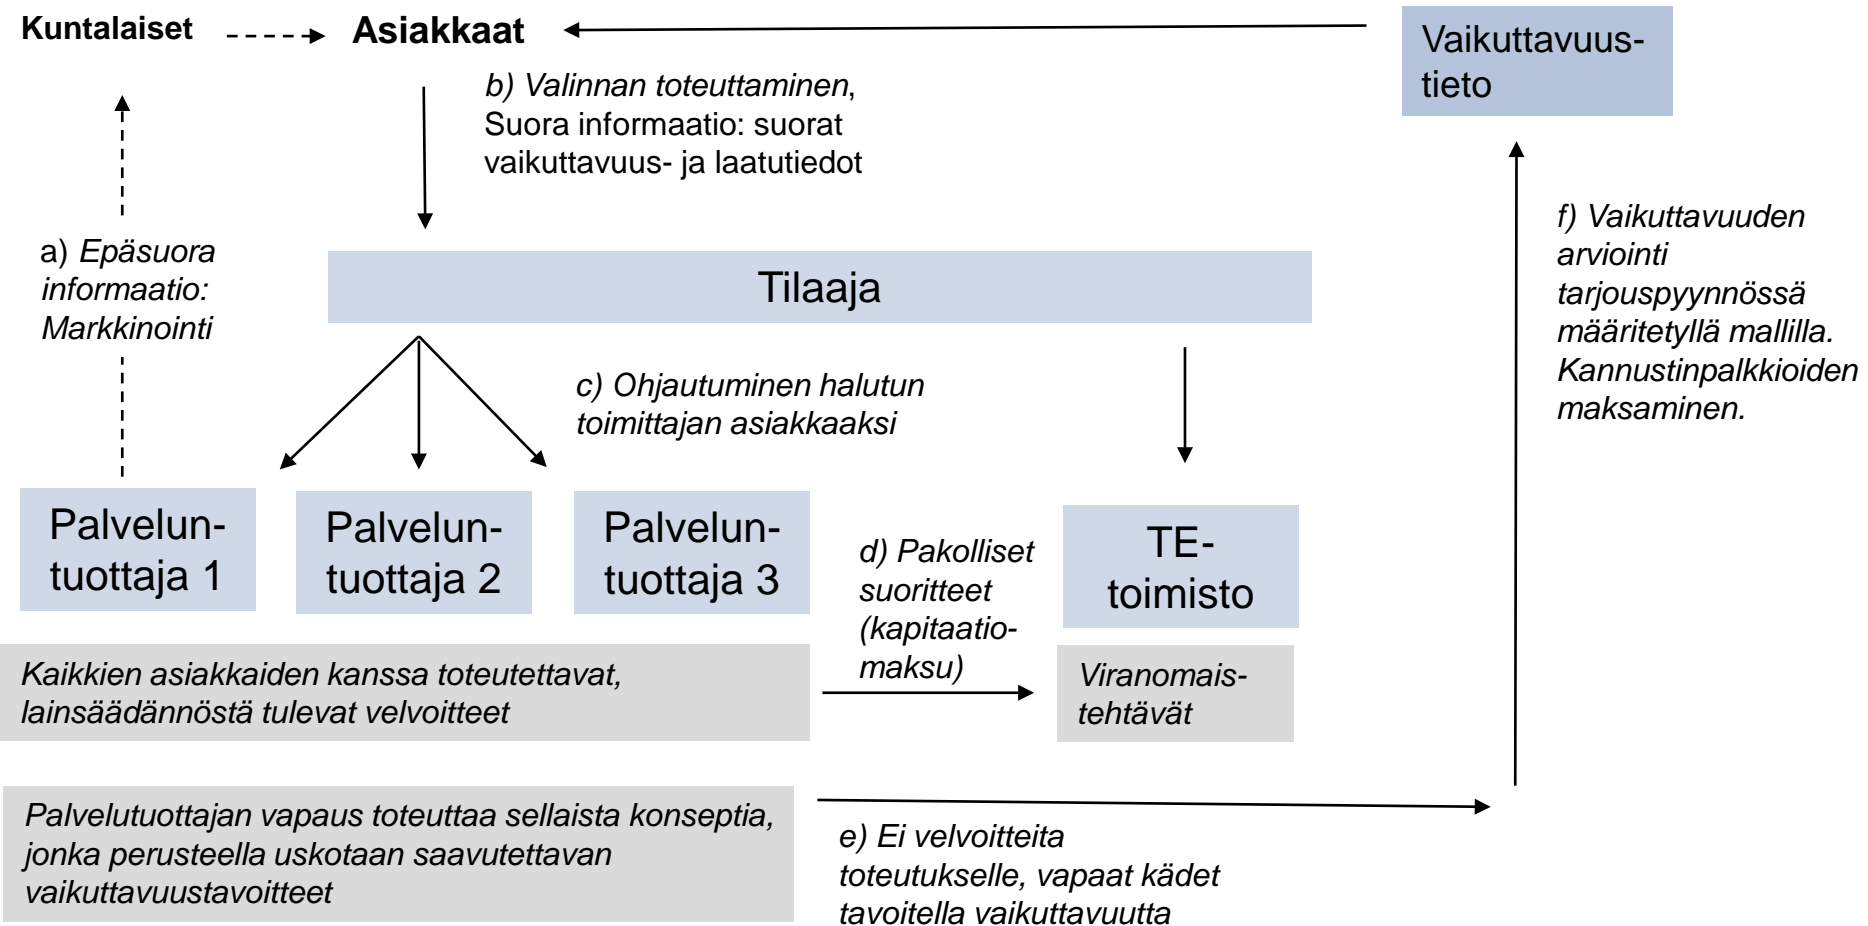 Kuntalaiset
Asiakkaat
Vaikuttavuus-
tieto
b) Valinnan toteuttaminen,
Suora informaatio: suorat
vaikuttavuus- ja laatutiedot
a) Epäsuora
informaatio:
Markkinointi
f) Vaikuttavuuden
arviointi
tarjouspyynnössä
määritetyllä mallilla.
Kannustinpalkkioiden
maksaminen.
Tilaaja
c) Ohjautuminen halutun
toimittajan asiakkaaksi
Palvelun-
tuottaja 1
Palvelun-
tuottaja 2
Palvelun-
tuottaja 3
d) Pakolliset
suoritteet
(kapitaatio-
maksu)
TE-
toimisto
Kaikkien asiakkaiden kanssa toteutettavat,
lainsäädännöstä tulevat velvoitteet
Viranomais-
tehtävät
Palvelutuottajan vapaus toteuttaa sellaista konseptia,
jonka perusteella uskotaan saavutettavan
vaikuttavuustavoitteet
e) Ei velvoitteita
toteutukselle, vapaat kädet
tavoitella vaikuttavuutta